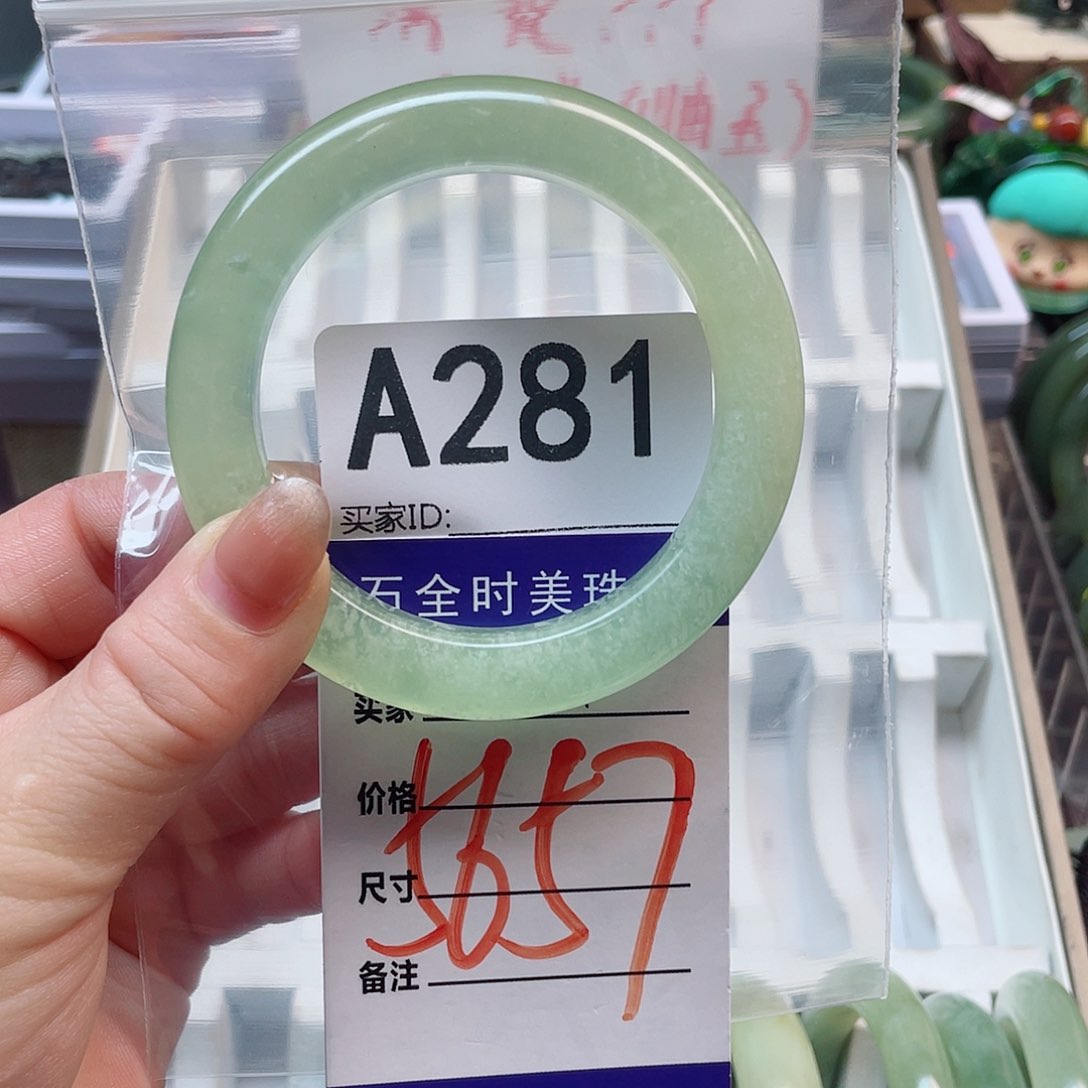 A281
买家ID:
石全时美珠
买家
价格
尺寸
备注
5657